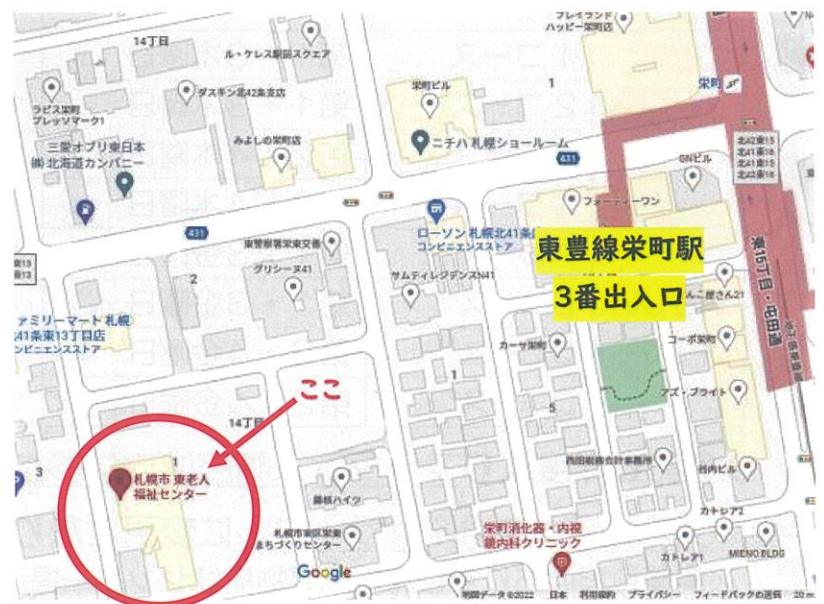 プレイランド
ハッピー栄町店
14丁目
ル・ケレス駅前スクエア
ダスキン北42条支店
栄町ビル
1
栄町
ラピス栄町
プレッソマーク1
みよしの栄町店
ニチハ 札幌ショールーム
三愛オブリ東日本
㈱北海道カンパニー
431
北42東15
北41東16
北41東15
北42東16
GNビル
フォーティーワン
ローソン 札幌北41条
コンビニエンスストア
431
東豊線栄町駅
3番出入口
東15丁目・屯田通
東警察署栄東交番
グリシーヌ41
2
サムティレジデンスN41
んこ屋さん21
ァミリーマート 札幌
41条東13丁目店
ンビニエンスストア
カーサ栄町
コーポ栄町
ここ
1
5
アズ・ブライト
14丁目
3
1
札幌市 東老人
福祉センター
藤枝ハイツ
西田税務会計事務所
谷内ビル
札幌市東区栄東
まちづくりセンター
栄町消化器・内視
鏡内科クリニック
カトレア2
カトレア1
MIENO BLDG
Google
地図データ ©2022 日本 利用規約 プライバシー フィードバックの送信 20 m